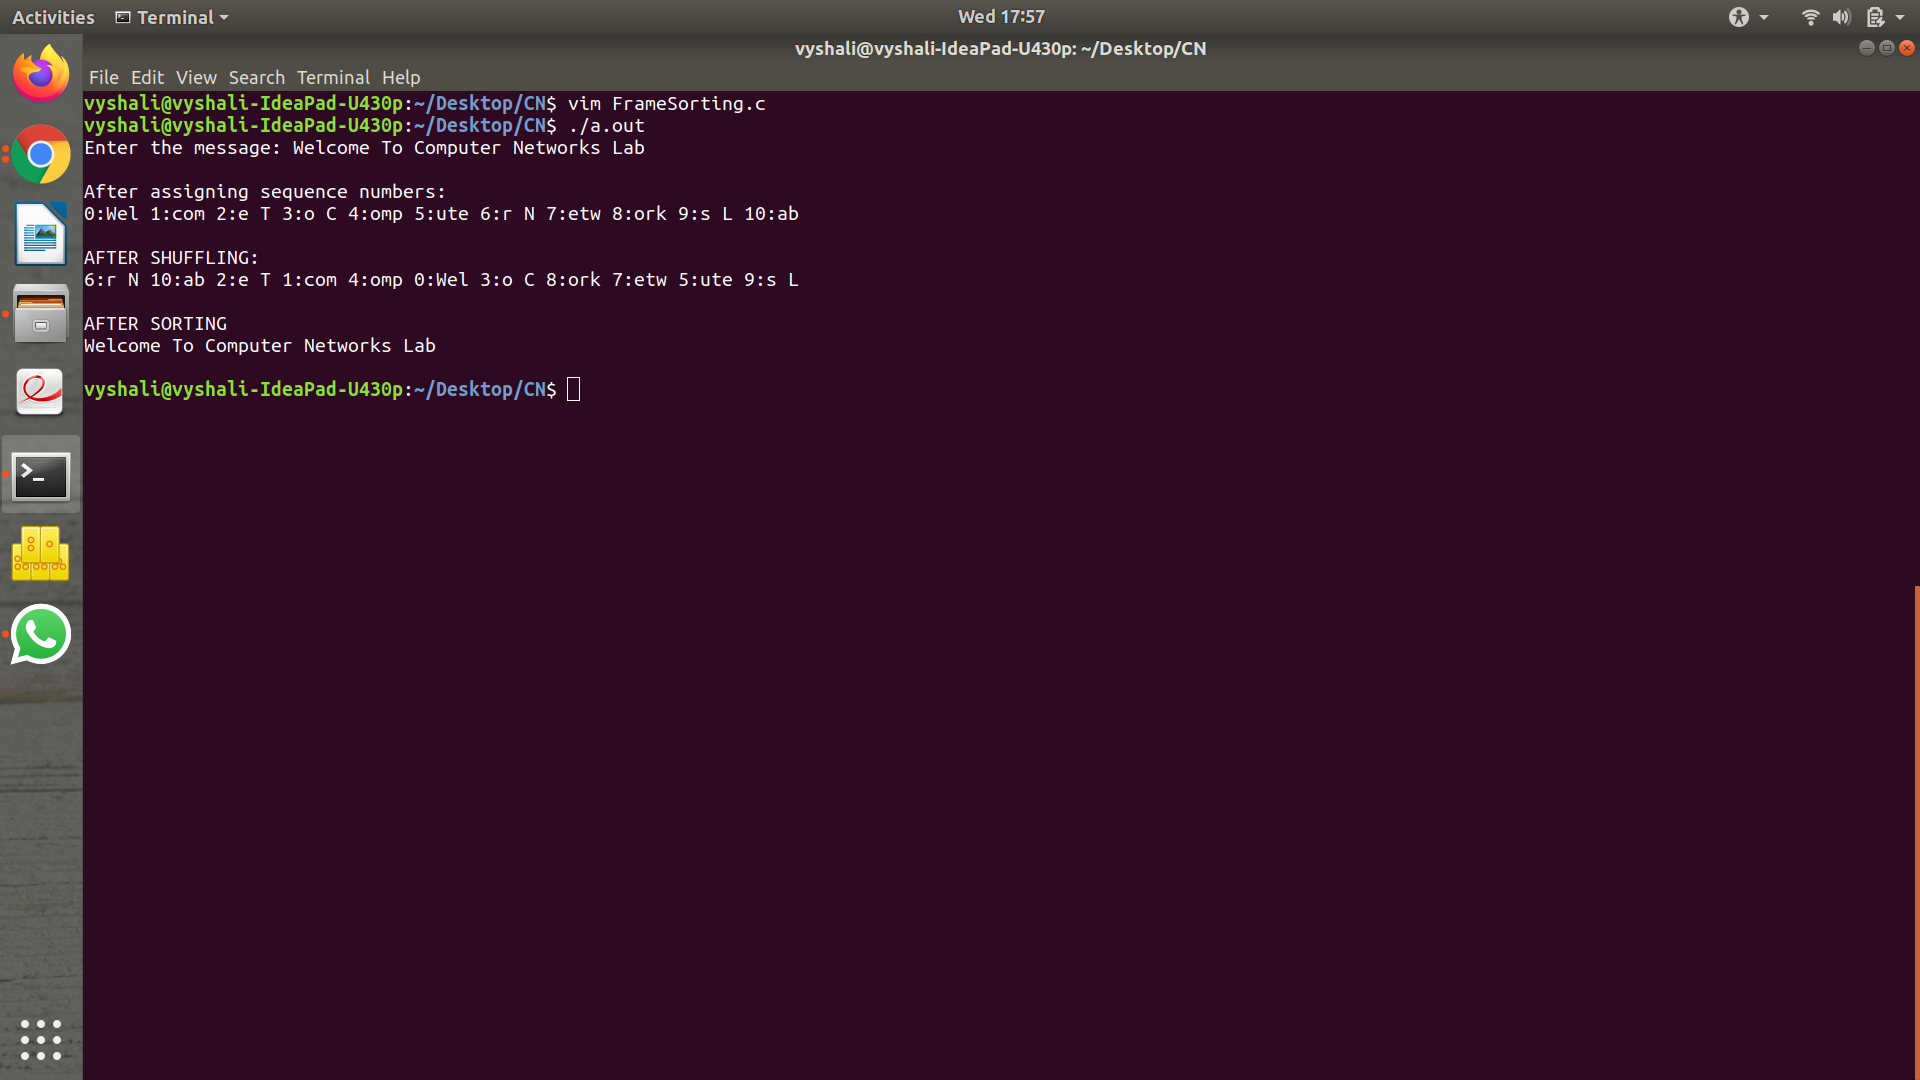 Activities Terminal Wed 17:57
vyshali@vyshali-IdeaPad-U430p: ~/Desktop/CN
File Edit View Search Terminal Help
vyshali@vyshali-IdeaPad-U430p:~/Desktop/CN$ vim FrameSorting.c
vyshali@vyshali-IdeaPad-U430p:~/Desktop/CN$ ./a.out
Enter the message: Welcome To Computer Networks Lab
After assigning sequence numbers:
0:Wel 1:com 2:e T 3:o C 4:omp 5:ute 6:r N 7:etw 8:ork 9:s L 10:ab
AFTER SHUFFLING:
6:r N 10:ab 2:e T 1:com 4:omp 0:Wel 3:o C 8:ork 7:etw 5:ute 9:s L
AFTER SORTING
Welcome To Computer Networks Lab
vyshali@vyshali-IdeaPad-U430p:~/Desktop/CN$